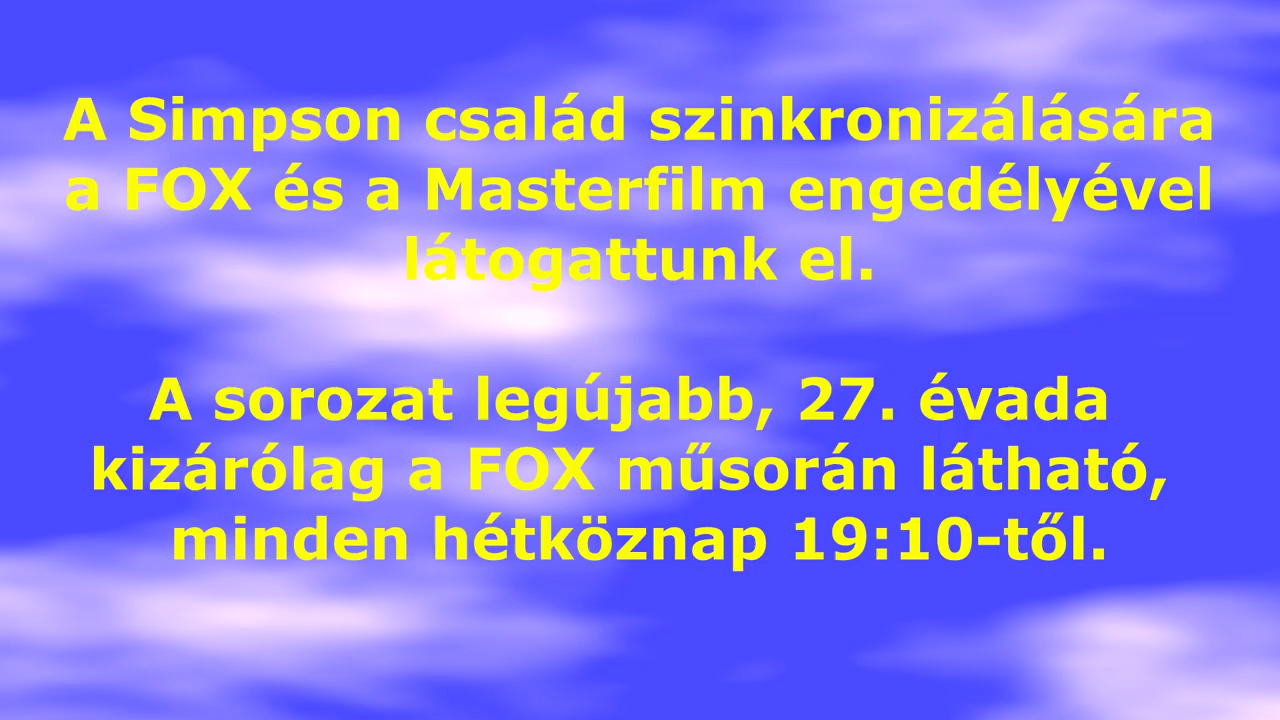 A Simpson család szinkronizálására
a FOX és a Masterfilm engedélyével
látogattunk el.
A sorozat legújabb, 27. évada
kizárólag a FOX műsorán látható,
minden hétköznap 19:10-től.